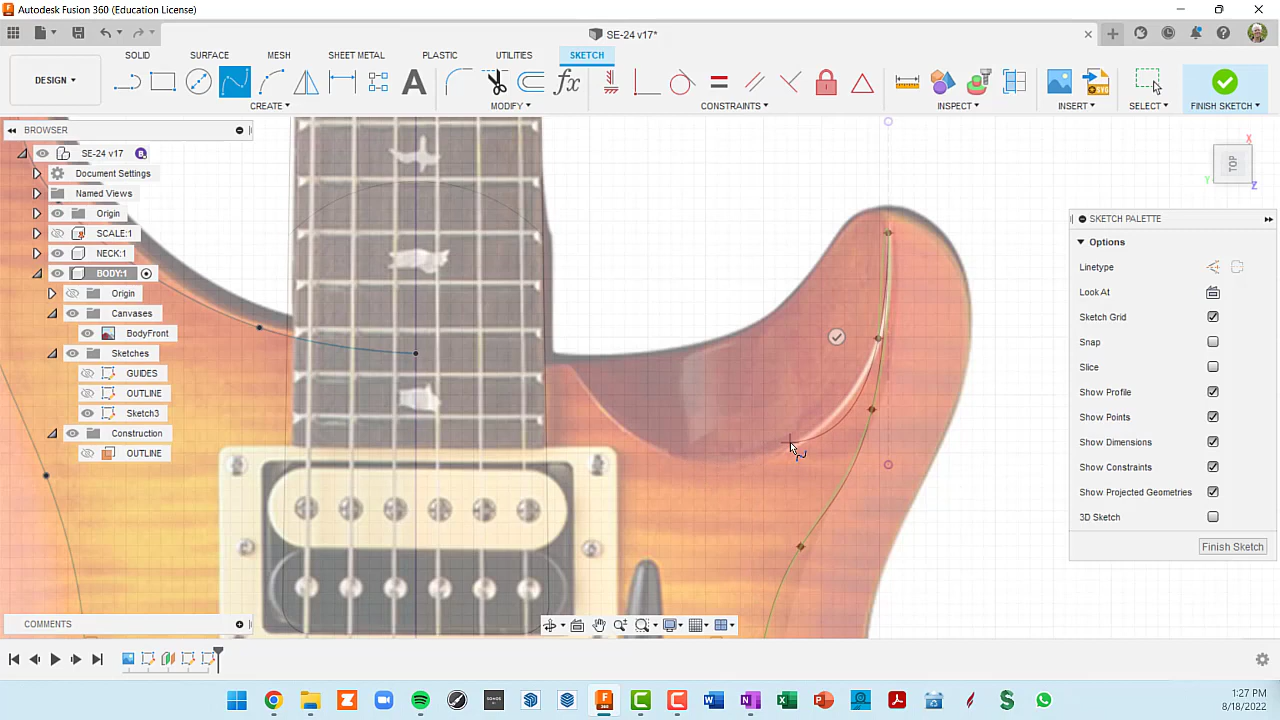 Autodesk Fusion 360 (Education License)
SE-24 v17*
DESIGN
SOLID
SURFACE
MESH
SHEET METAL
PLASTIC
UTILITIES
SKETCH
CREATE
MODIFY
CONSTRAINTS
INSPECT
INSERT
SELECT
FINISH SKETCH
BROWSER
SE-24 v17
Document Settings
Named Views
Origin
SCALE:1
NECK:1
BODY:1
Origin
Canvases
BodyFront
Sketches
GUIDES
OUTLINE
Sketch3
Construction
OUTLINE
TOP
X
Y
Z
SKETCH PALETTE
Options
Linetype
Look At
Sketch Grid
Snap
Slice
Show Profile
Show Points
Show Dimensions
Show Constraints
Show Projected Geometries
3D Sketch
Finish Sketch
COMMENTS
1:27 PM
8/18/2022